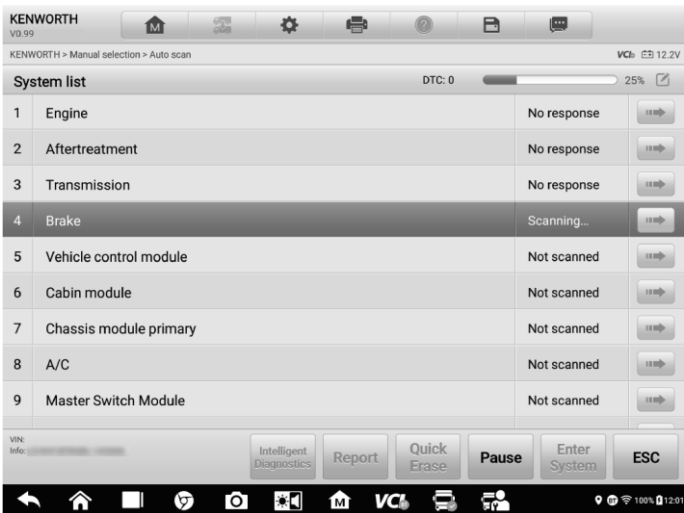 KENWORTH
V0.99
KENWORTH > Manual selection > Auto scan
VCI 12.2V
System list DTC: 0 25%
1 Engine No response
2 Aftertreatment No response
3 Transmission No response
4 Brake Scanning...
5 Vehicle control module Not scanned
6 Cabin module Not scanned
7 Chassis module primary Not scanned
8 A/C Not scanned
9 Master Switch Module Not scanned
VIN:
Info:
Intelligent Diagnostics
Report
Quick Erase
Pause
Enter System
ESC
VCI
BT 100% 12:01